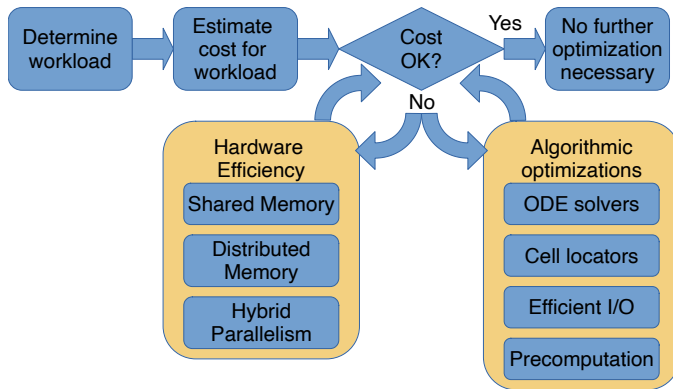 Determine
workload
Estimate
cost for
workload
Cost
OK?
Yes
No further
optimization
necessary
No
Hardware
Efficiency
Shared Memory
Distributed
Memory
Hybrid
Parallelism
Algorithmic
optimizations
ODE solvers
Cell locators
Efficient I/O
Precomputation